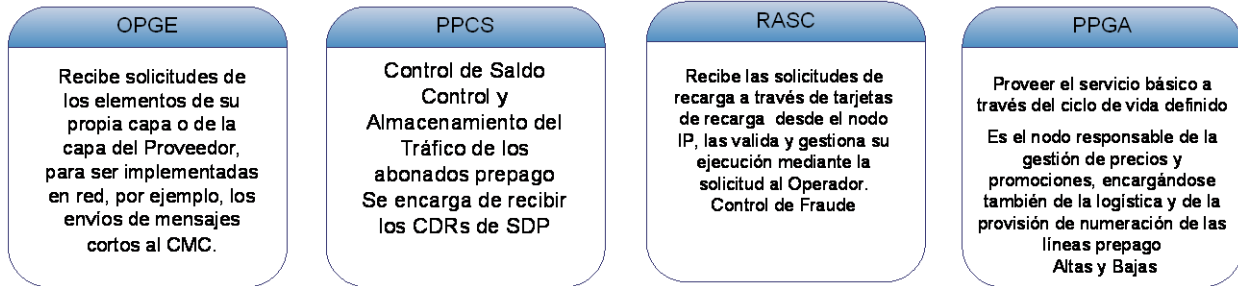 OPGE
Recibe solicitudes de
los elementos de su
propia capa o de la
capa del Proveedor,
para ser implementadas
en red, por ejemplo, los
envíos de mensajes
cortos al CMC.
PPCS
Control de Saldo
Control y
Almacenamiento del
Tráfico de los
abonados prepago
Se encarga de recibir
los CDRs de SDP
RASC
Recibe las solicitudes de
recarga a través de tarjetas
de recarga desde el nodo
IP, las valida y gestiona su
ejecución mediante la
solicitud al Operador.
Control de Fraude
PPGA
Proveer el servicio básico a
través del ciclo de vida definido
Es el nodo responsable de la
gestión de precios y
promociones, encargándose
también de la logística y de la
provisión de numeración de las
líneas prepago
Altas y Bajas